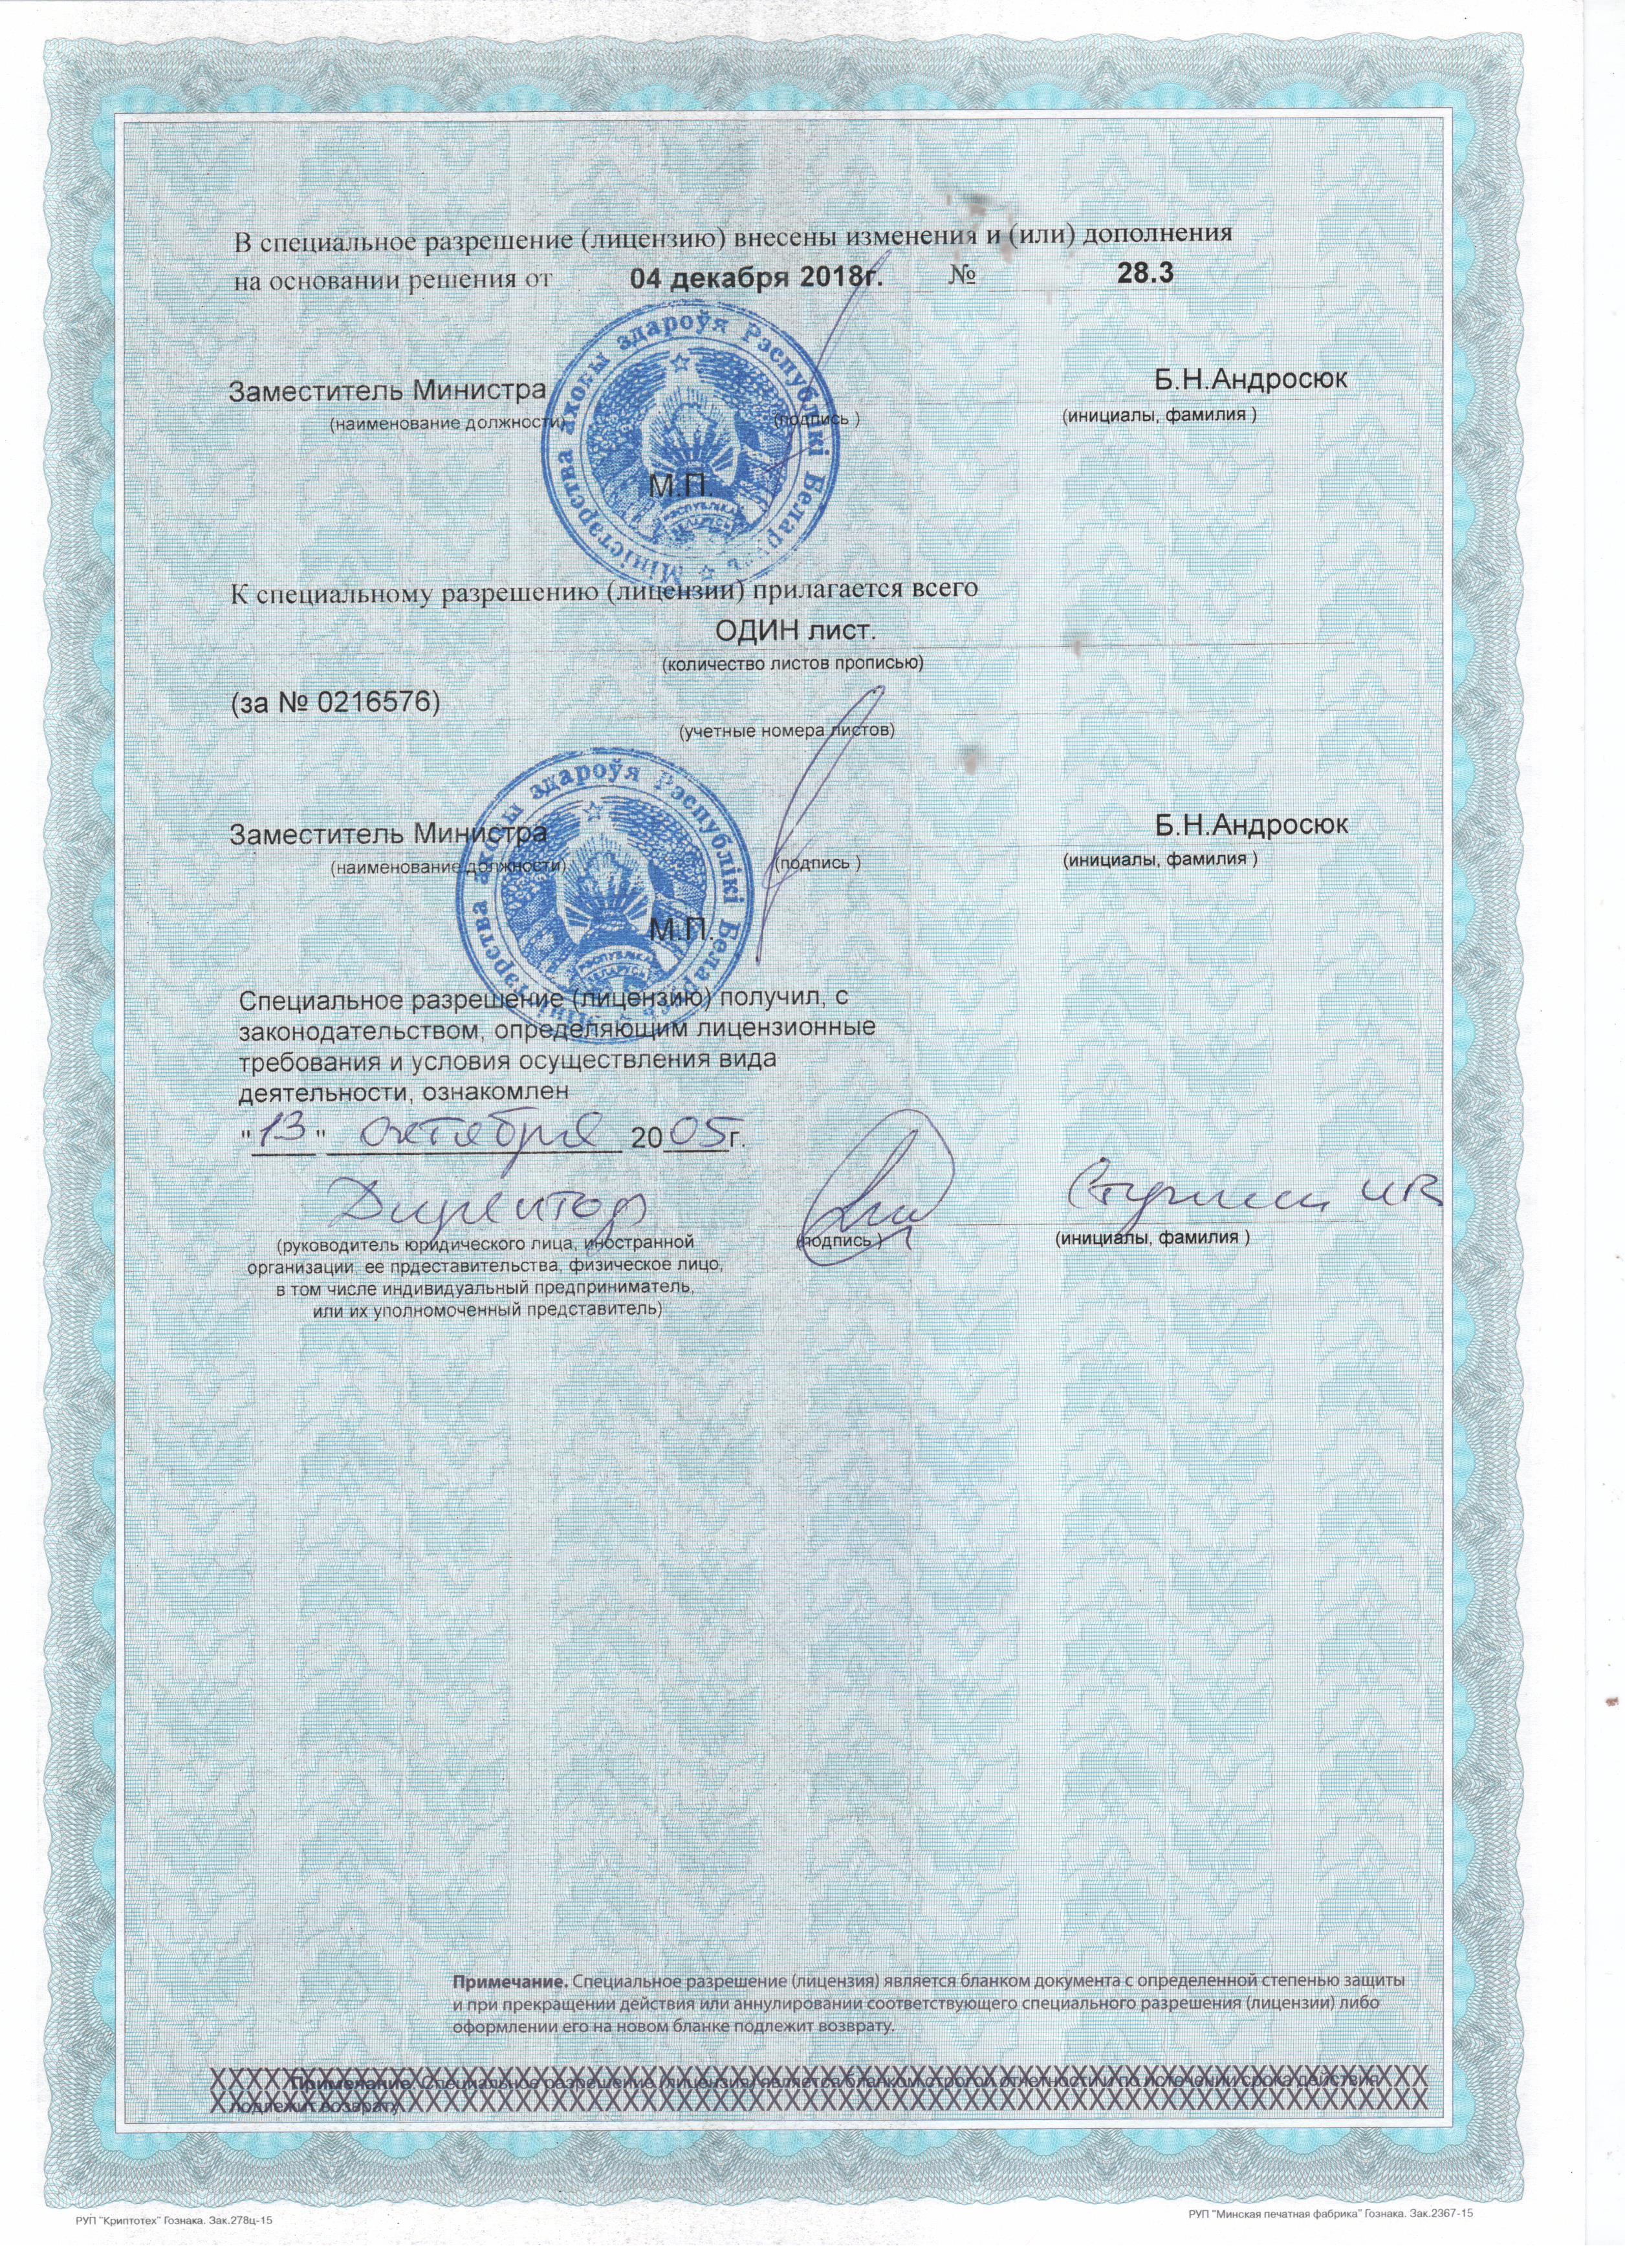 В специальное разрешение (лицензию) внесены изменения и (или) дополнения
на основании решения от 04 декабря 2018г. № 28.3
Заместитель Министра Б.Н.Андросюк
(наименование должности) (подпись ) (инициалы, фамилия )
М.П.
Міністэрства аховы здароўя Рэспублікі Беларусь
РЭСПУБЛІКА
БЕЛАРУСЬ
К специальному разрешению (лицензии) прилагается всего
ОДИН лист.
(количество листов прописью)
(за № 0216576)
(учетные номера листов)
Заместитель Министра Б.Н.Андросюк
(наименование должности) (подпись ) (инициалы, фамилия )
М.П.
Міністэрства аховы здароўя Рэспублікі Беларусь
РЭСПУБЛІКА
БЕЛАРУСЬ
Специальное разрешение (лицензию) получил, с
законодательством, определяющим лицензионные
требования и условия осуществления вида
деятельности, ознакомлен
"13" октября 2005г.
Директор
(руководитель юридического лица, иностранной (подпись ) (инициалы, фамилия )
организации, ее прдеставительства, физическое лицо,
в том числе индивидуальный предприниматель,
или их уполномоченный представитель)
Примечание. Специальное разрешение (лицензия) является бланком документа с определенной степенью защиты
и при прекращении действия или аннулировании соответствующего специального разрешения (лицензии) либо
оформлении его на новом бланке подлежит возврату.
Примечание. Специальное разрешение (лицензия) является бланком строгой отчетности и по истечении срока действия
подлежит возврату.
РУП "Криптотех" Гознака. Зак.278ц-15 РУП "Минская печатная фабрика" Гознака. Зак.2367-15